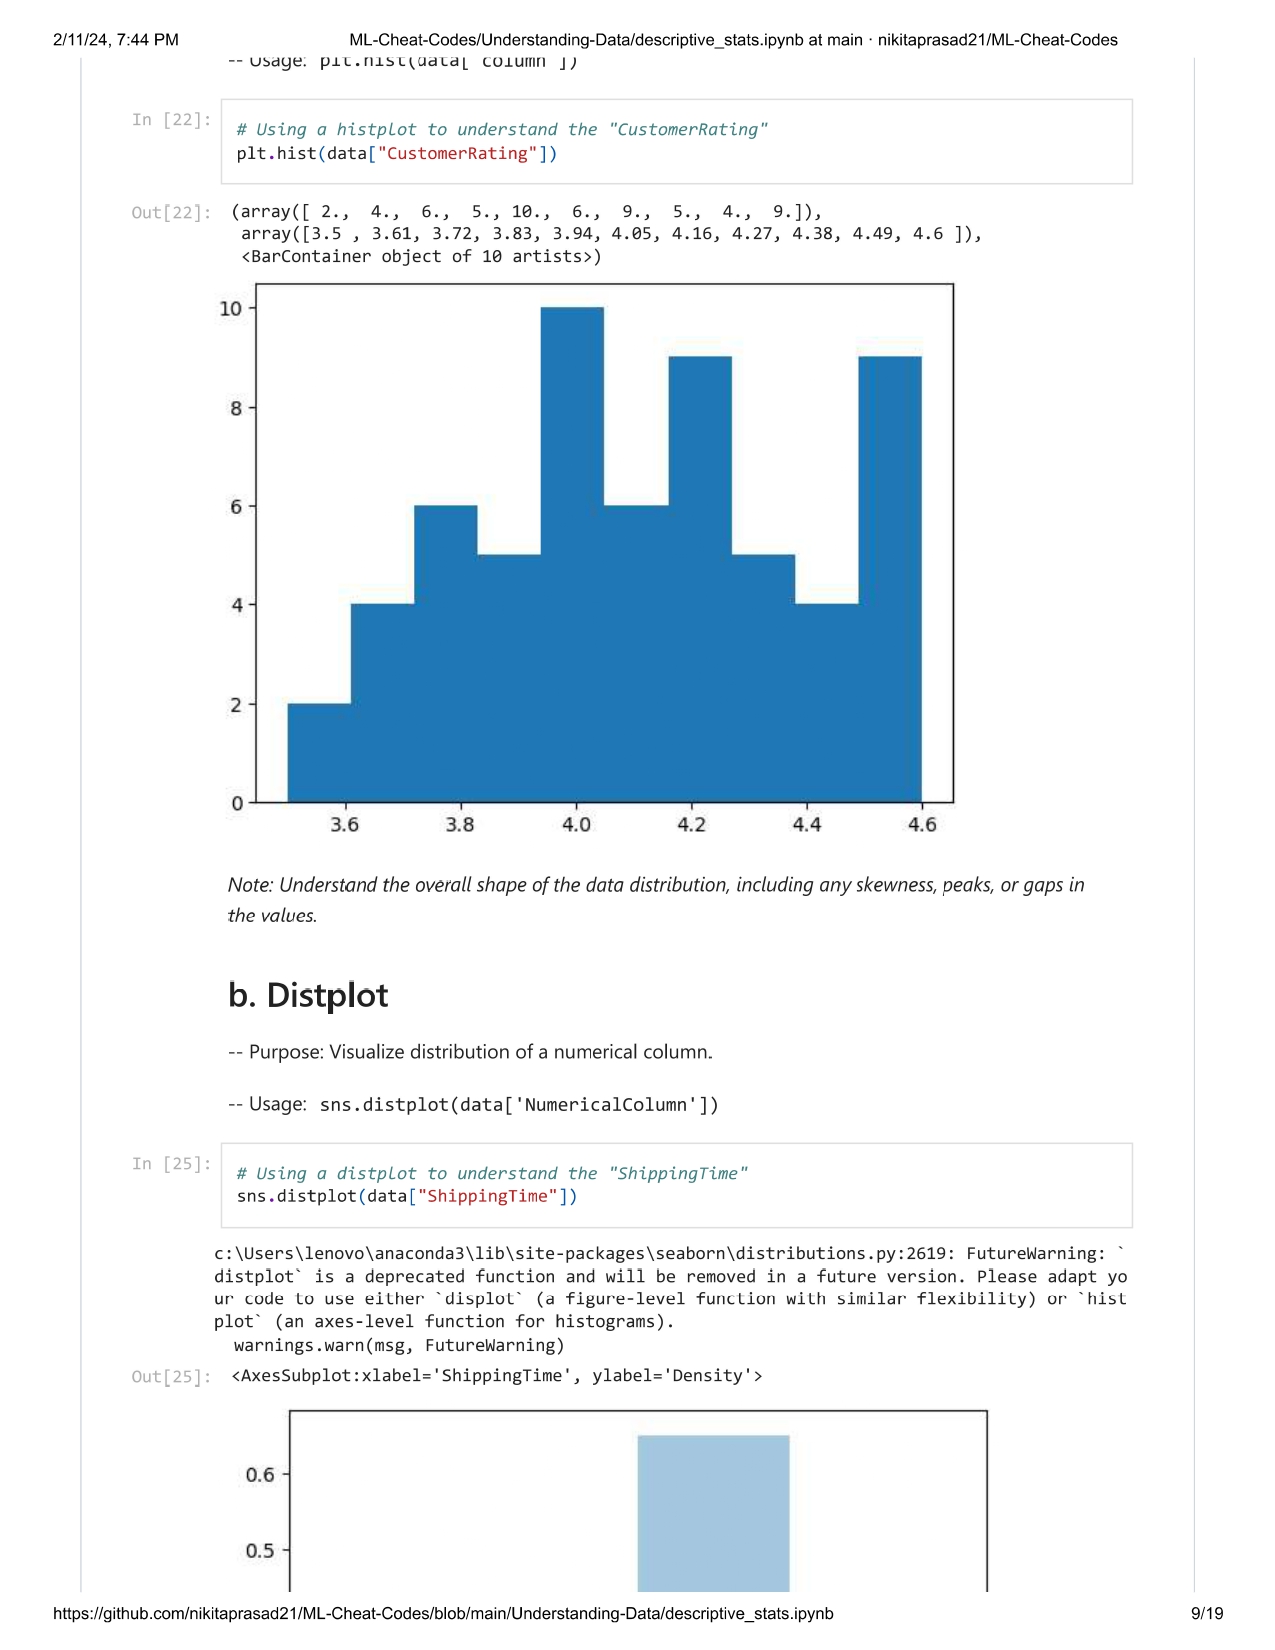 2/11/24, 7:44 PM ML-Cheat-Codes/Understanding-Data/descriptive_stats.ipynb at main · nikitaprasad21/ML-Cheat-Codes
-- Usage: plt.hist(data[ column ])
In [22]: # Using a histplot to understand the "CustomerRating"
plt.hist(data["CustomerRating"])
Out[22]: (array([ 2., 4., 6., 5., 10., 6., 9., 5., 4., 9.]),
array([3.5 , 3.61, 3.72, 3.83, 3.94, 4.05, 4.16, 4.27, 4.38, 4.49, 4.6 ]),
<BarContainer object of 10 artists>)
10
8
6
4
2
0
3.6 3.8 4.0 4.2 4.4 4.6
Note: Understand the overall shape of the data distribution, including any skewness, peaks, or gaps in
the values.
b. Distplot
-- Purpose: Visualize distribution of a numerical column.
-- Usage: sns.distplot(data['NumericalColumn'])
In [25]: # Using a distplot to understand the "ShippingTime"
sns.distplot(data["ShippingTime"])
c:\Users\lenovo\anaconda3\lib\site-packages\seaborn\distributions.py:2619: FutureWarning: `
distplot` is a deprecated function and will be removed in a future version. Please adapt yo
ur code to use either `displot` (a figure-level function with similar flexibility) or `hist
plot` (an axes-level function for histograms).
warnings.warn(msg, FutureWarning)
Out[25]: <AxesSubplot:xlabel='ShippingTime', ylabel='Density'>
0.6
0.5
https://github.com/nikitaprasad21/ML-Cheat-Codes/blob/main/Understanding-Data/descriptive_stats.ipynb 9/19